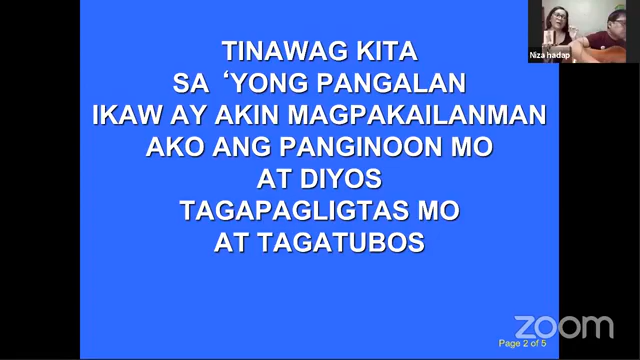 Niza hadap
TINAWAG KITA
SA ‘YONG PANGALAN
IKAW AY AKIN MAGPAKAILANMAN
AKO ANG PANGINOON MO
AT DIYOS
TAGAPAGLIGTAS MO
AT TAGATUBOS
zoom
Page 2 of 5